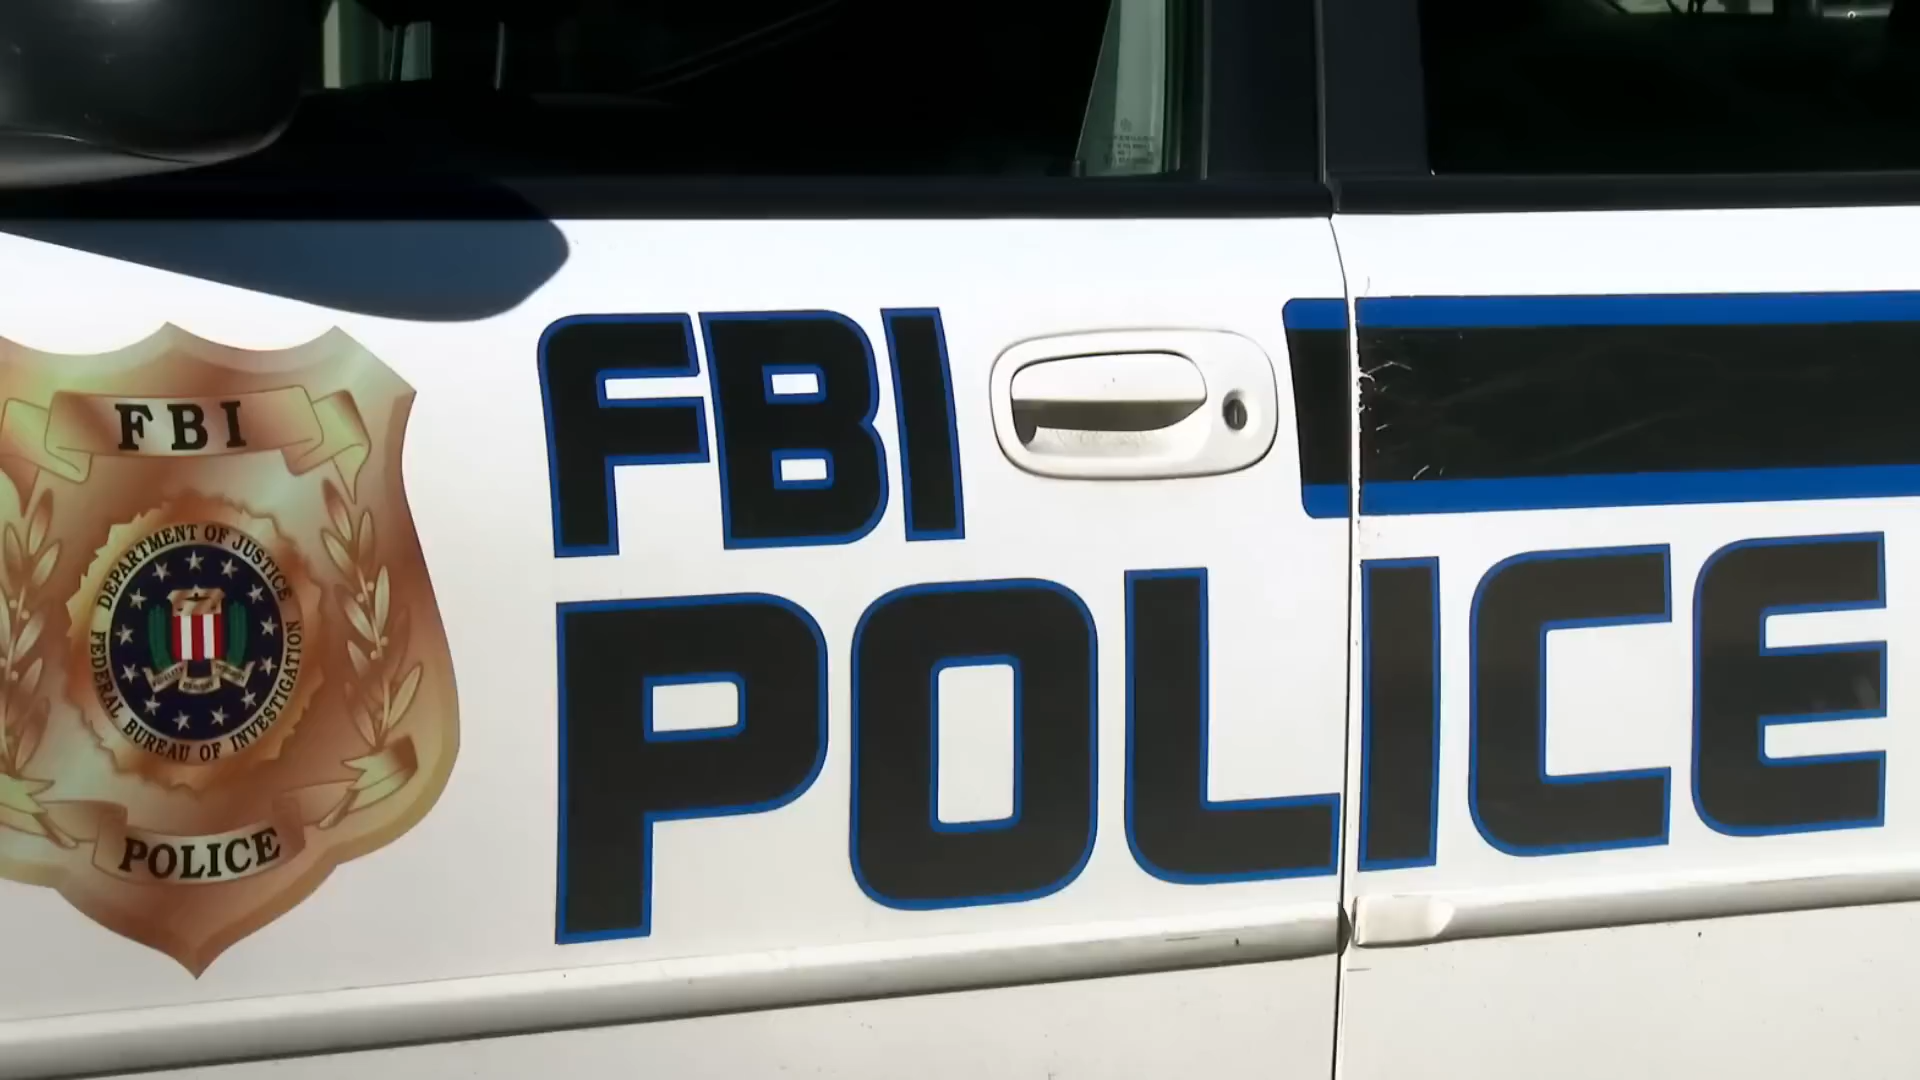 FBI
DEPARTMENT OF JUSTICE
FEDERAL BUREAU OF INVESTIGATION
POLICE
FBI
POLICE